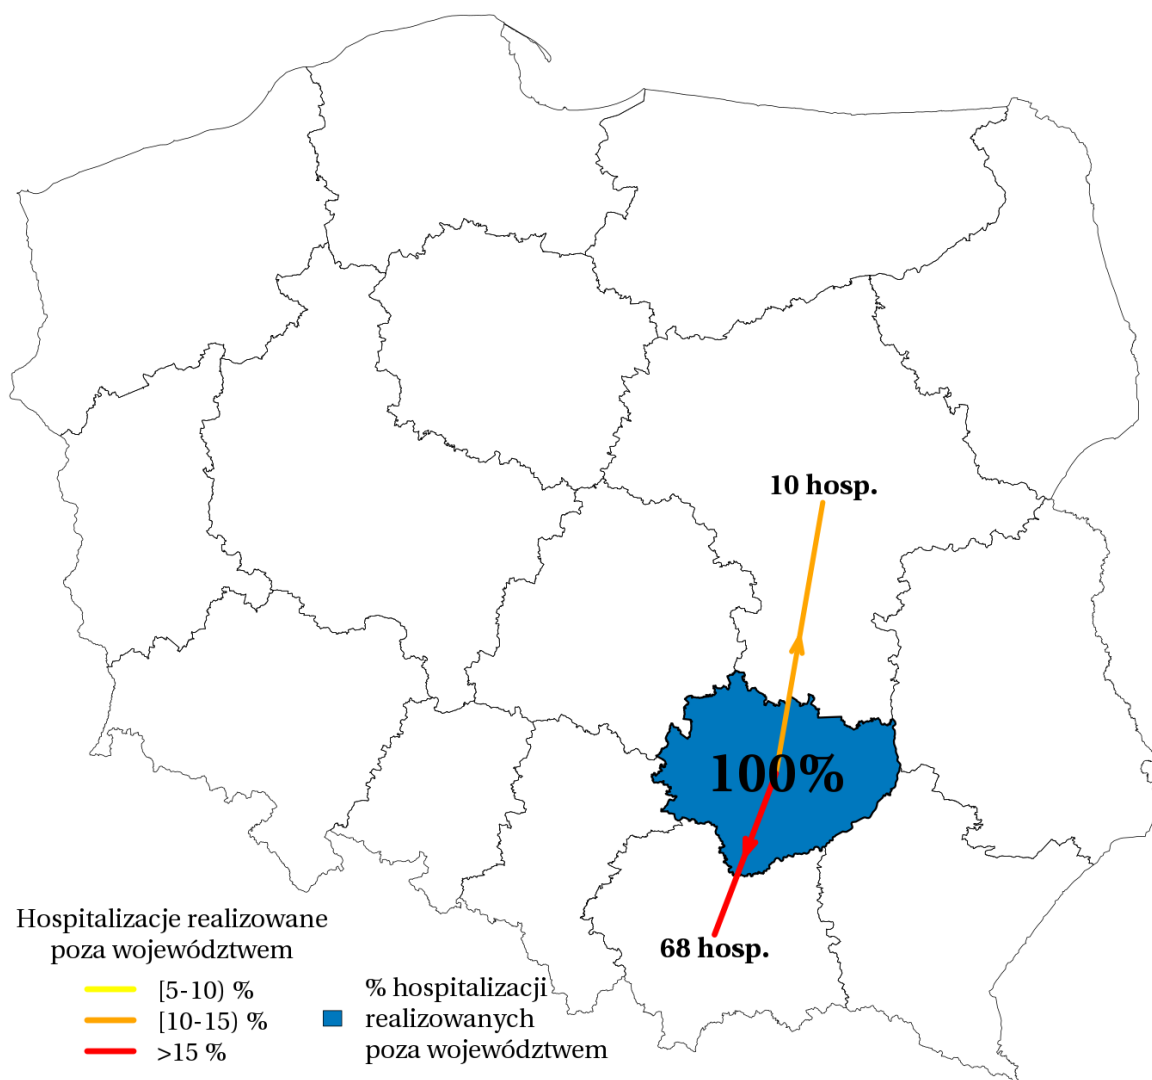 10 hosp.
100%
68 hosp.
Hospitalizacje realizowane
poza województwem
[5-10) %
[10-15) %
>15 %
% hospitalizacji
realizowanych
poza województwem